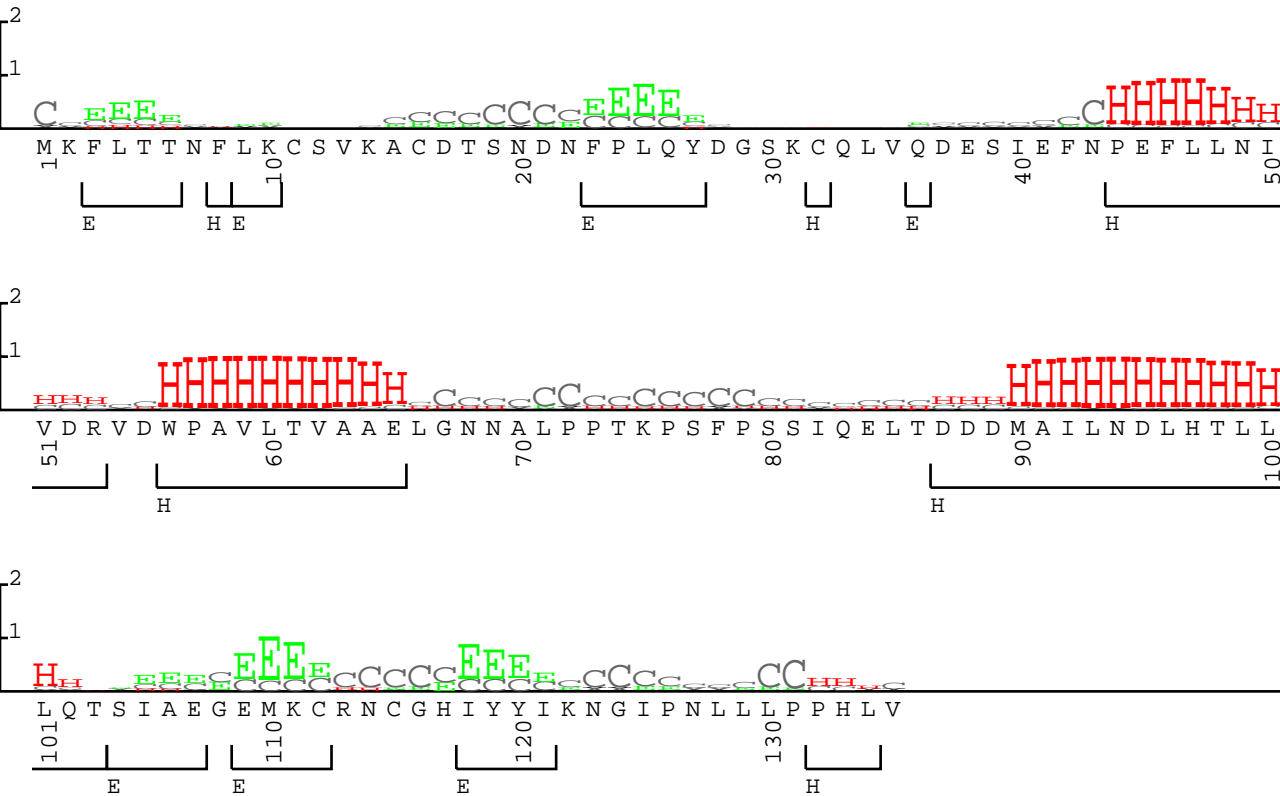 2
1
C E E E E C C C C C C C C E E E E E C H H H H H H H
M K F L T T N F L K C S V K A C D T S N D N F P L Q Y D G S K C Q L V Q D E S I E F N P E F L L N I
1 10 20 30 40 50
E H E E H E H
2
1
H H H H H H H H H H H H H C C C C C C C C C C C C C C H H H H H H H H H H H H H H
V D R V D W P A V L T V A A E L G N N A L P P T K P S F P S S I Q E L T D D D M A I L N D L H T L L
51 60 70 80 90 100
H H
2
1
H H E E E C E E E E C C C C C E E E E C C C C C C C H H
L Q T S I A E G E M K C R N C G H I Y Y I K N G I P N L L L P P H L V
101 110 120 130
E E E H